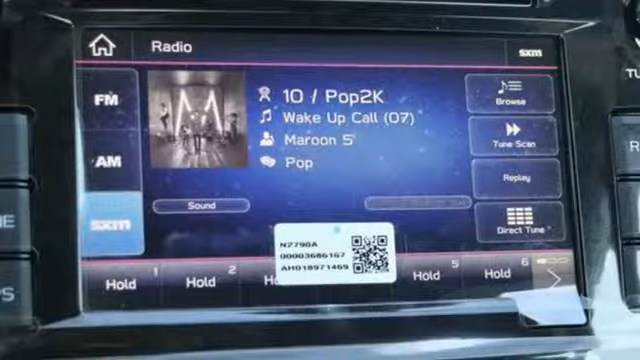 Radio
sxm
FM
10 / Pop2K
Browse
Wake Up Call (07)
AM
Maroon 5
Tune Scan
Pop
Replay
sxm
Sound
Direct Tune
N2790A
00003686167
AH018971469
Hold 1
Hold 2
Hold 5
Hold 6